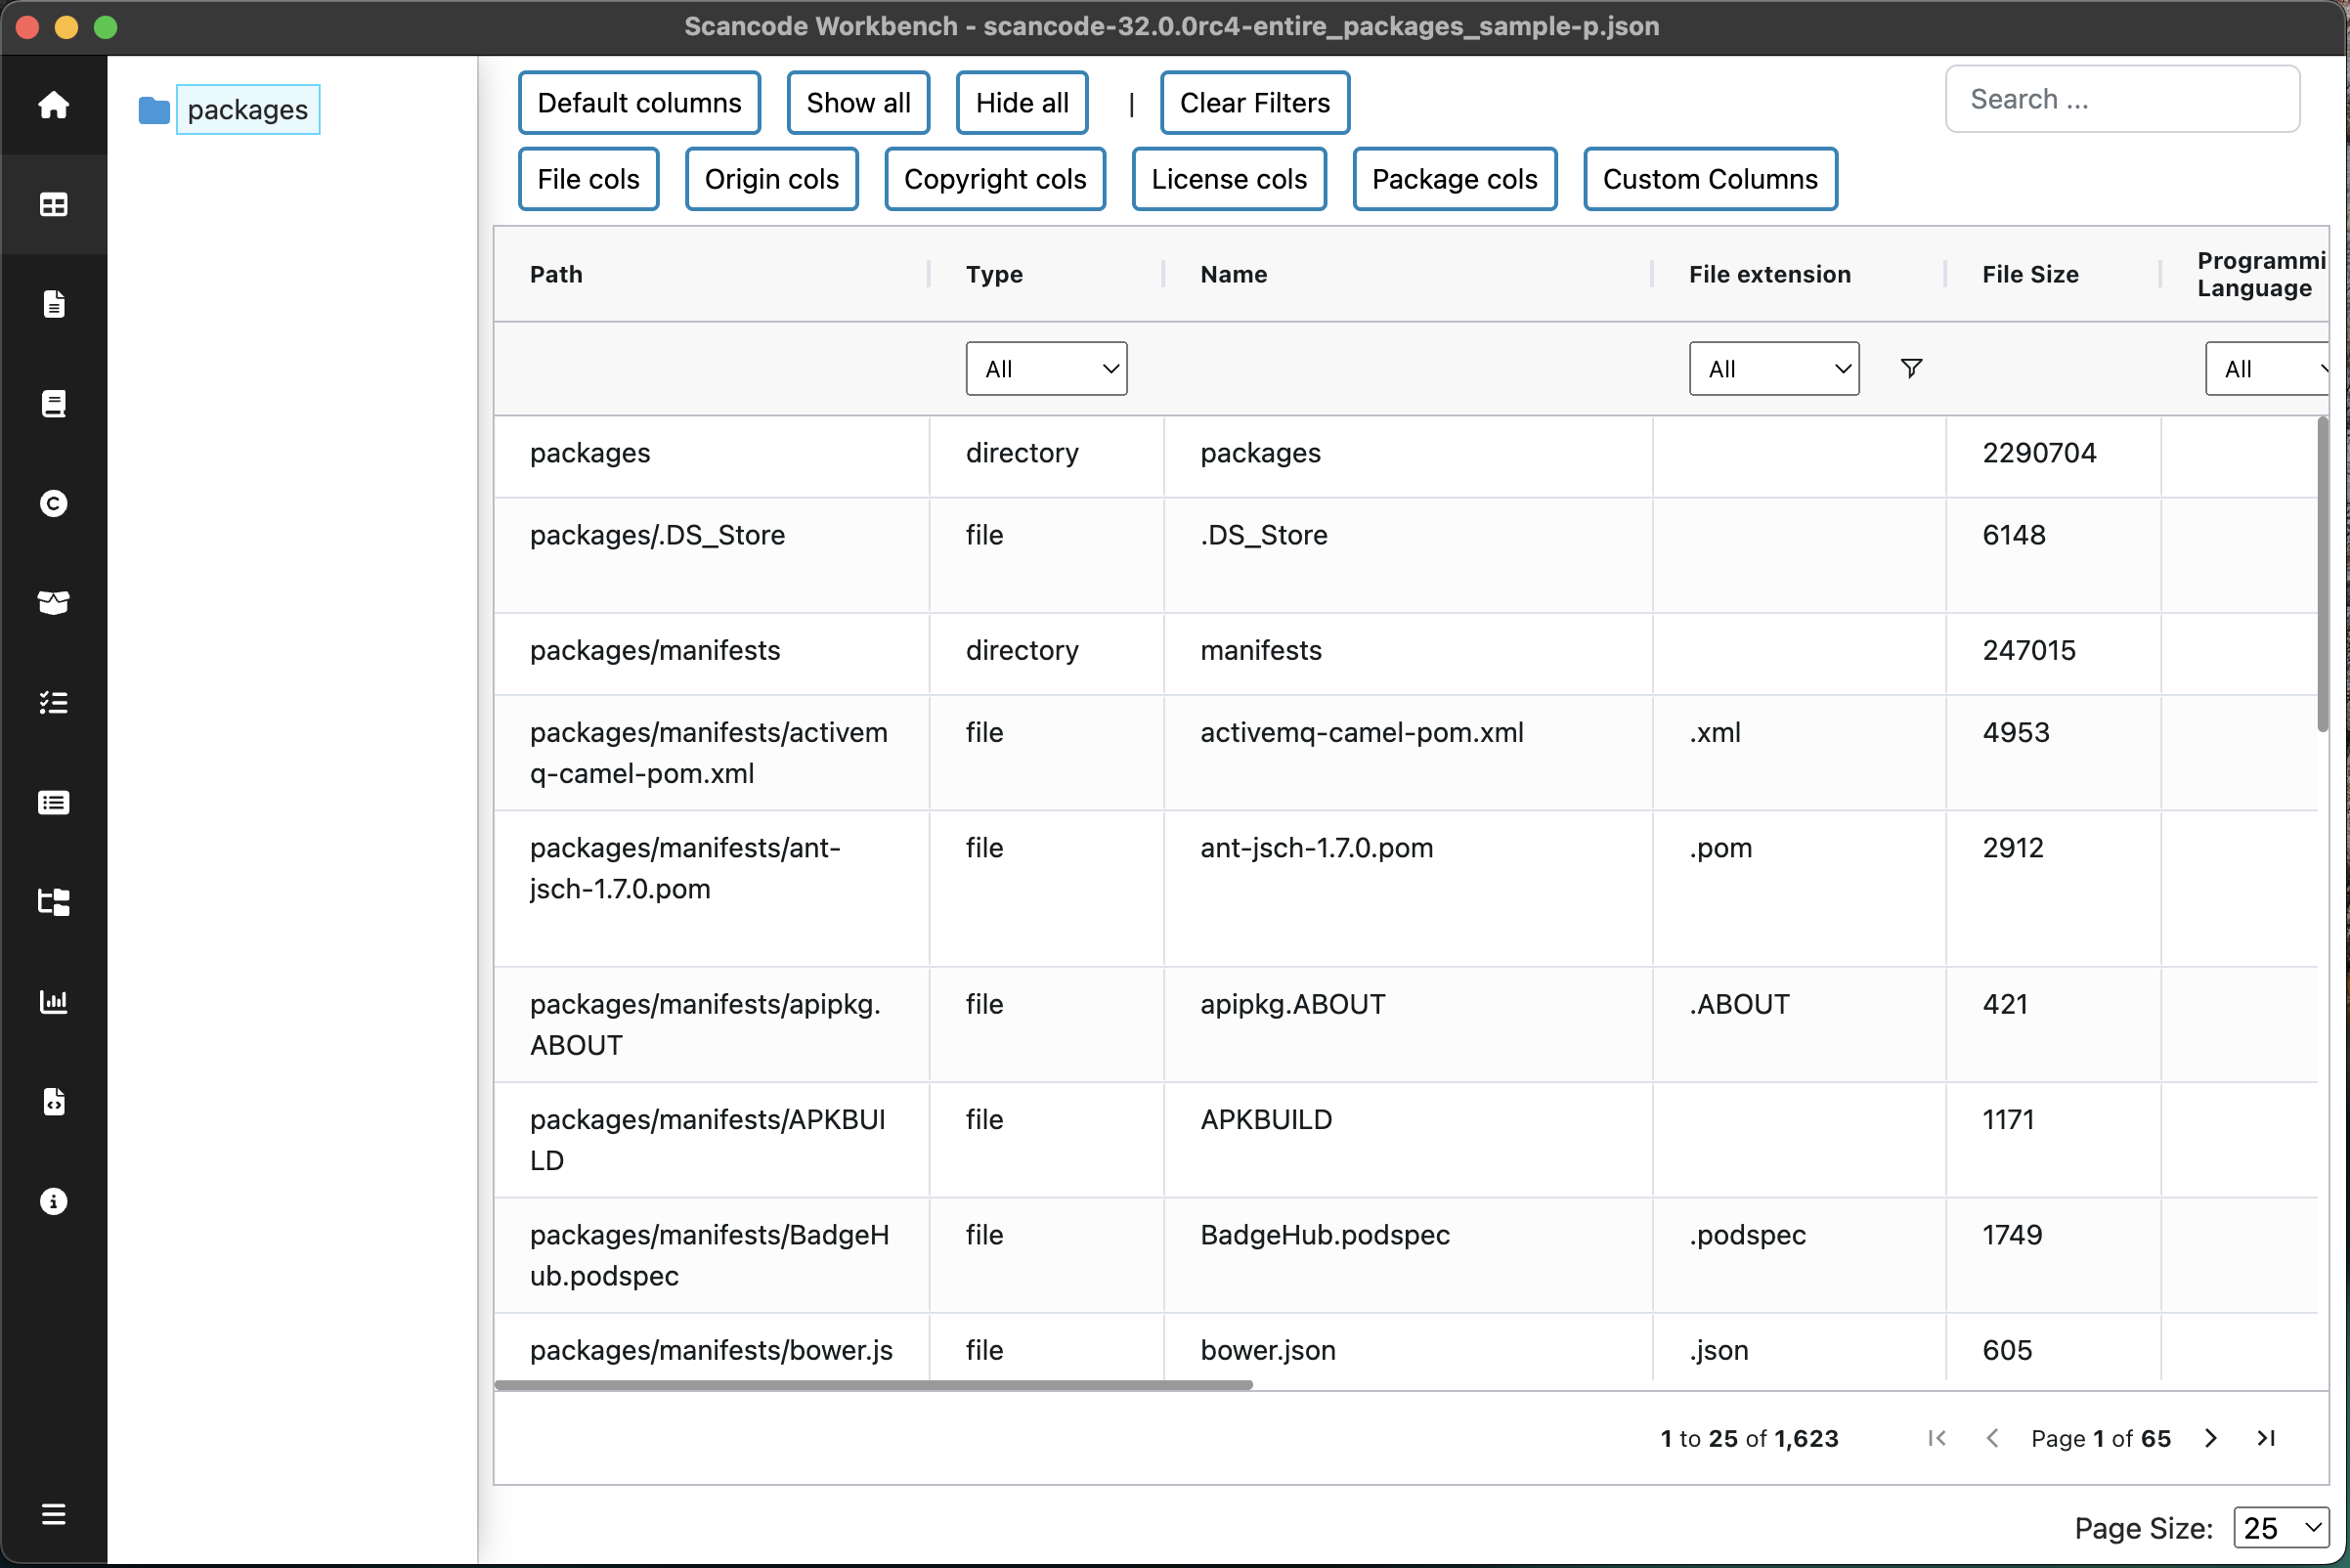 Scancode Workbench - scancode-32.0.0rc4-entire_packages_sample-p.json
packages
Default columns Show all Hide all | Clear Filters Search ...
File cols Origin cols Copyright cols License cols Package cols Custom Columns
Path Type Name File extension File Size Programmi
Language
All All All
packages directory packages 2290704
packages/.DS_Store file .DS_Store 6148
packages/manifests directory manifests 247015
packages/manifests/activem file activemq-camel-pom.xml .xml 4953
q-camel-pom.xml
packages/manifests/ant- file ant-jsch-1.7.0.pom .pom 2912
jsch-1.7.0.pom
packages/manifests/apipkg. file apipkg.ABOUT .ABOUT 421
ABOUT
packages/manifests/APKBUI file APKBUILD 1171
LD
packages/manifests/BadgeH file BadgeHub.podspec .podspec 1749
ub.podspec
packages/manifests/bower.js file bower.json .json 605
1 to 25 of 1,623 Page 1 of 65
Page Size: 25